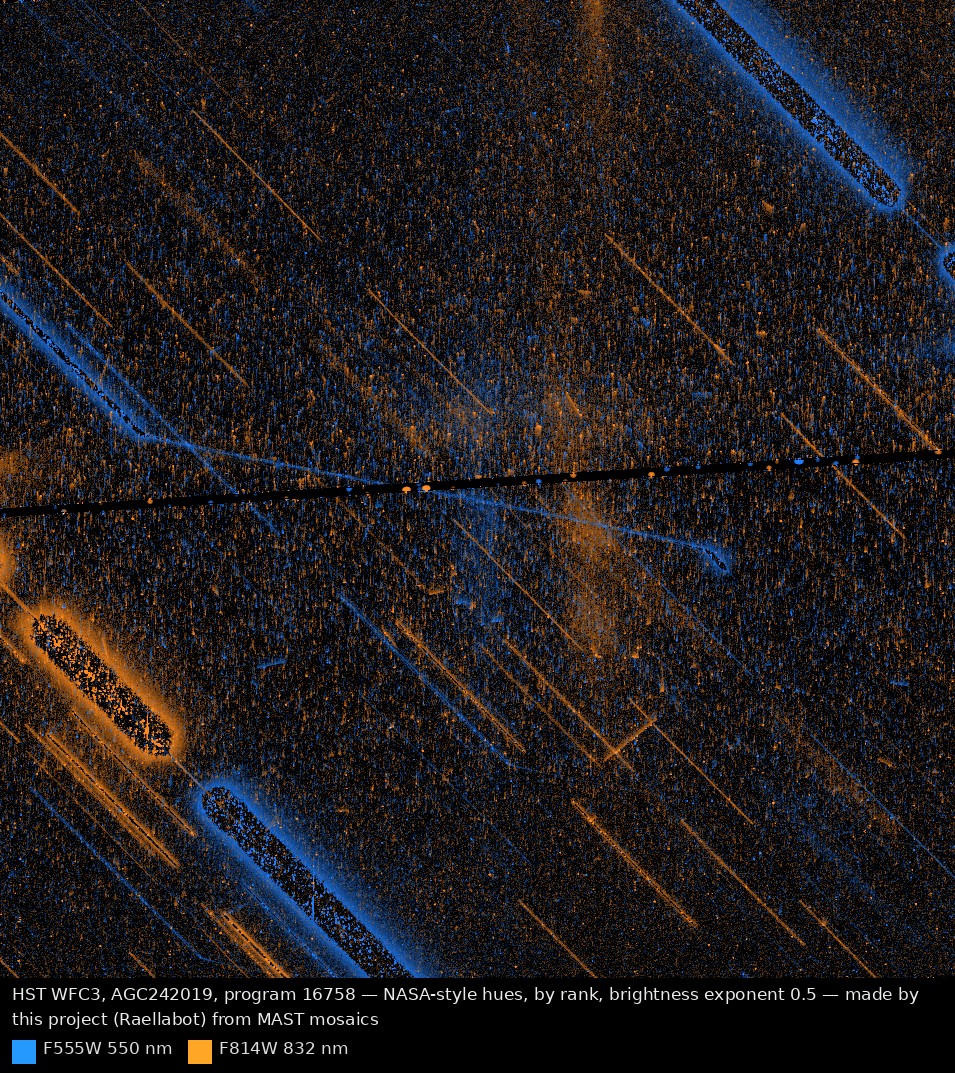 HST WFC3, AGC242019, program 16758 — NASA-style hues, by rank, brightness exponent 0.5 — made by
this project (Raellabot) from MAST mosaics
F555W 550 nm F814W 832 nm